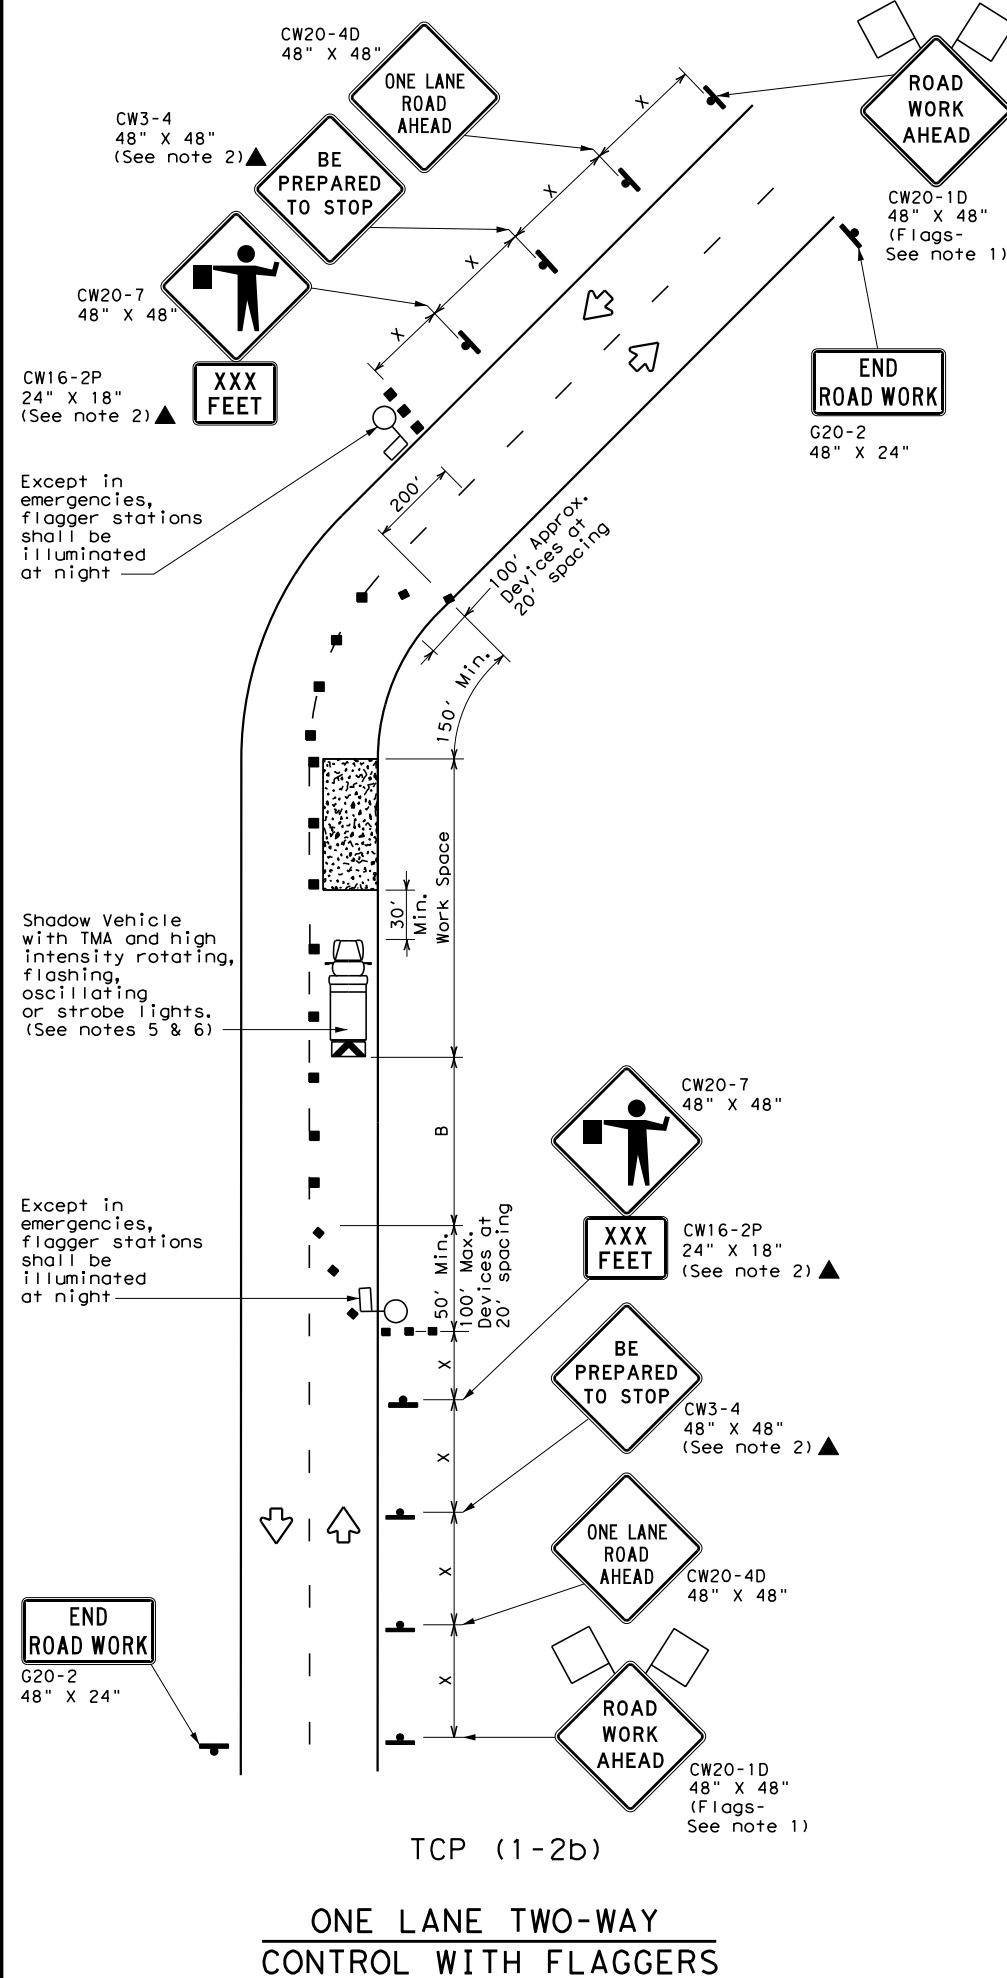 CW20-4D
48" X 48"
ONE LANE
ROAD
AHEAD
ROAD
WORK
AHEAD
CW20-1D
48" X 48"
(Flags-
See note 1)
CW3-4
48" X 48"
(See note 2)
BE
PREPARED
TO STOP
CW20-7
48" X 48"
CW16-2P
24" X 18"
(See note 2)
XXX
FEET
X
X
X
X
END
ROAD WORK
G20-2
48" X 24"
Except in
emergencies,
flagger stations
shall be
illuminated
at night
200'
100' Approx.
Devices at
20' spacing
150' Min.
Work Space
30'
Min.
Shadow Vehicle
with TMA and high
intensity rotating,
flashing,
oscillating
or strobe lights.
(See notes 5 & 6)
B
CW20-7
48" X 48"
XXX
FEET
CW16-2P
24" X 18"
(See note 2)
Except in
emergencies,
flagger stations
shall be
illuminated
at night
50' Min.
100' Max.
Devices at
20' spacing
X
X
X
X
BE
PREPARED
TO STOP
CW3-4
48" X 48"
(See note 2)
ONE LANE
ROAD
AHEAD
CW20-4D
48" X 48"
END
ROAD WORK
G20-2
48" X 24"
ROAD
WORK
AHEAD
CW20-1D
48" X 48"
(Flags-
See note 1)
TCP (1-2b)
ONE LANE TWO-WAY
CONTROL WITH FLAGGERS